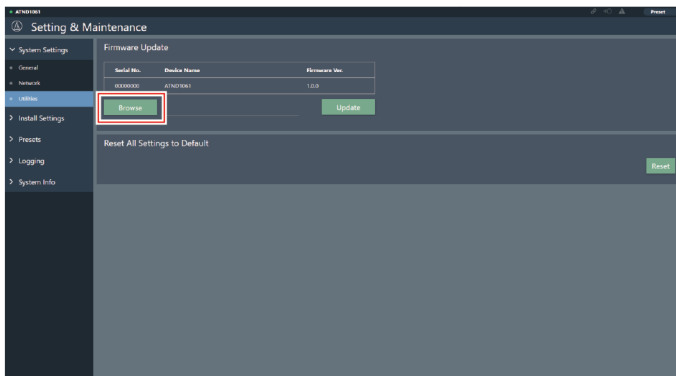 ATND1061
Preset
Setting & Maintenance
System Settings
General
Network
Utilities
Install Settings
Presets
Logging
System Info
Firmware Update
Serial No. Device Name Firmware Ver.
00000000 ATND1061 1.0.0
Browse Update
Reset All Settings to Default
Reset